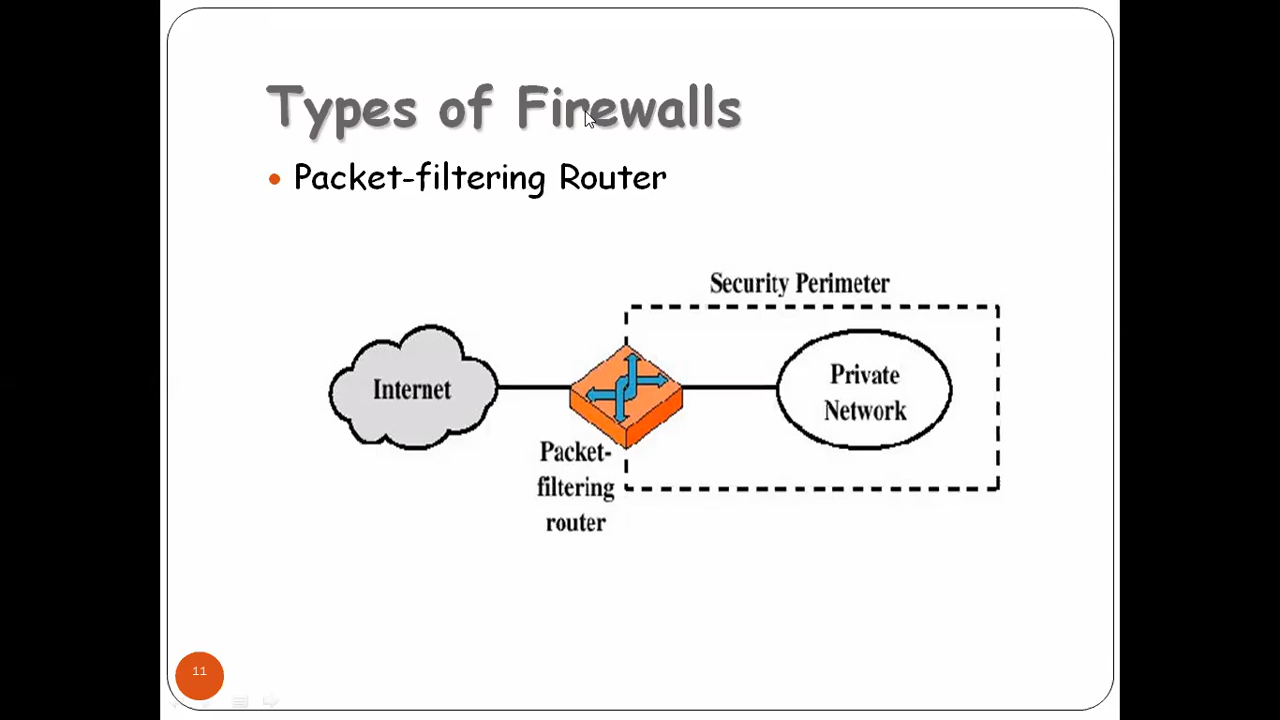 Types of Firewalls
Packet-filtering Router
Security Perimeter
Internet
Private
Network
Packet-
filtering
router
11